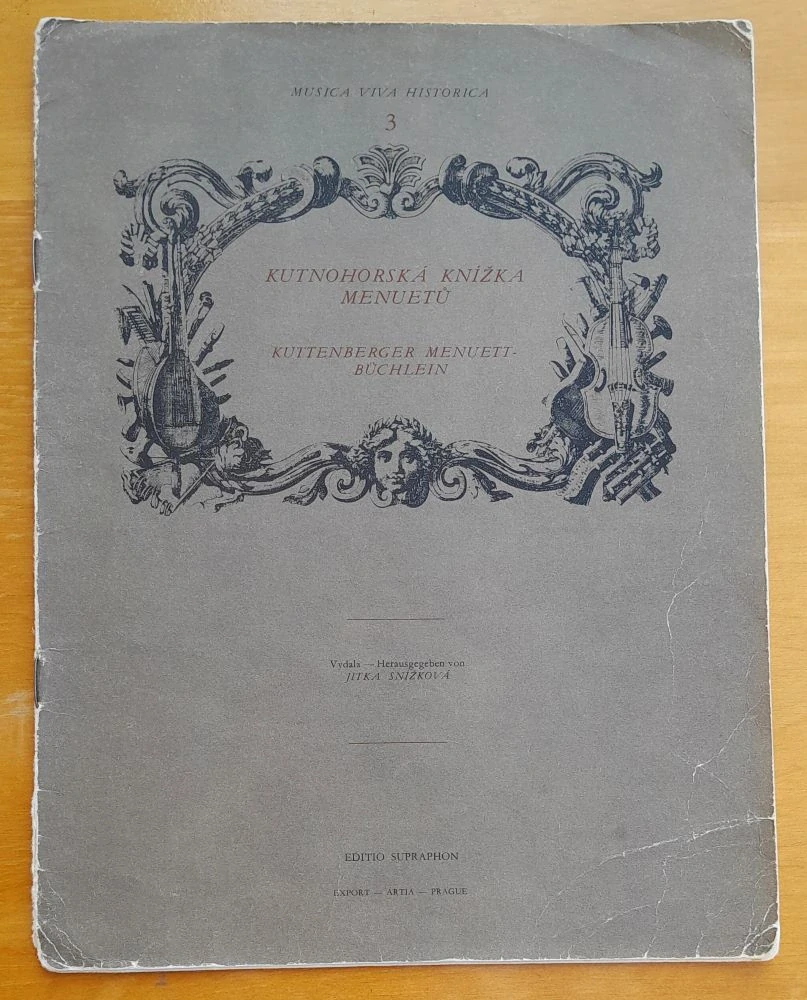 MUSICA VIVA HISTORICA
3
KUTNOHORSKÁ KNÍŽKA
MENUETŮ
KUTTENBERGER MENUETT-
BÜCHLEIN
Vydala — Herausgegeben von
JITKA SNÍŽKOVÁ
EDITIO SUPRAPHON
EXPORT — ARTIA — PRAGUE